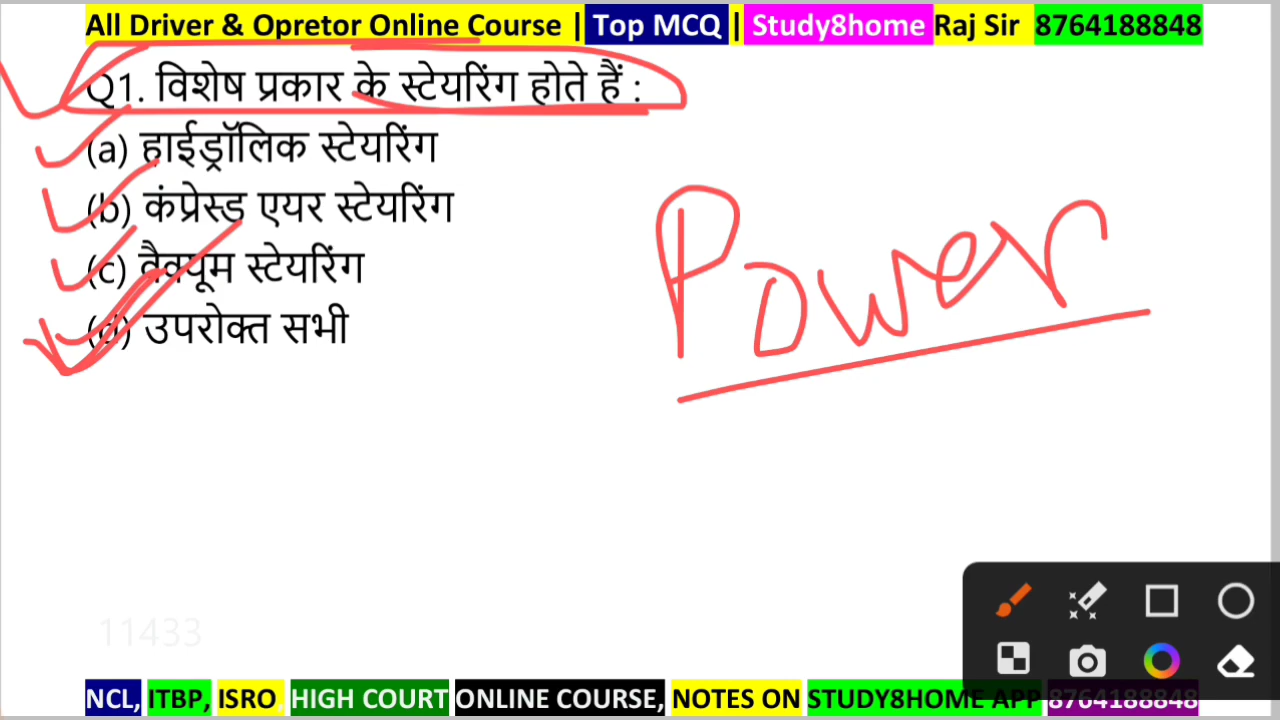 All Driver & Opretor Online Course | Top MCQ | Study8home Raj Sir 8764188848
Q1. विशेष प्रकार के स्टेयरिंग होते हैं :
(a) हाईड्रॉलिक स्टेयरिंग
(b) कंप्रेस्ड एयर स्टेयरिंग
(c) वैक्यूम स्टेयरिंग
(d) उपरोक्त सभी
Power
11433
NCL, ITBP, ISRO, HIGH COURT ONLINE COURSE, NOTES ON STUDY8HOME APP 8764188848